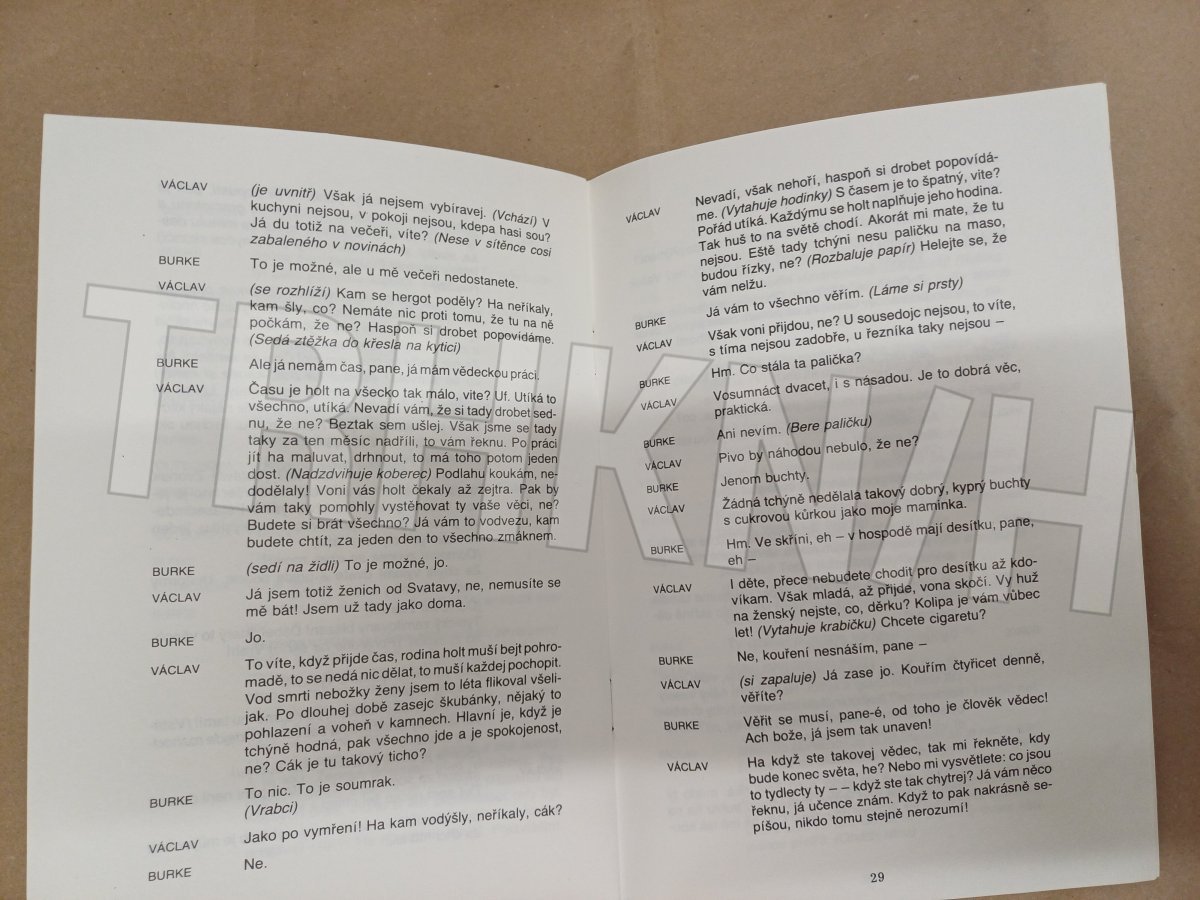 VÁCLAV (je uvnitř) Však já nejsem vybíravej. (Vchází) V
kuchyni nejsou, v pokoji nejsou, kdepa hasi sou?
Já du totiž na večeři, víte? (Nese v sítěnce cosi
zabaleného v novinách)
BURKE To je možné, ale u mě večeři nedostanete.
VÁCLAV (se rozhlíží) Kam se hergot poděly? Ha neříkaly,
kam šly, co? Nemáte nic proti tomu, že tu na ně
počkám, že ne? Haspoň si drobet popovídáme.
(Sedá ztěžka do křesla na kytici)
BURKE Ale já nemám čas, pane, já mám vědeckou práci.
VÁCLAV Času je holt na všecko tak málo, vite? Uf. Utíká to
všechno, utíká. Nevadí vám, že si tady drobet sed-
nu, že ne? Beztak sem ušlej. Však jsme se tady
taky za ten měsíc nadřili, to vám řeknu. Po práci
jít ha maluvat, drhnout, to má toho potom jeden
dost. (Nadzdvihuje koberec) Podlahu koukám, ne-
dodělaly! Voni vás holt čekaly až zejtra. Pak by
vám taky pomohly vystěhovat ty vaše věci, ne?
Budete si brát všechno? Já vám to vodvezu, kam
budete chtít, za jeden den to všechno zmáknem.
BURKE (sedí na židli) To je možné, jo.
VÁCLAV Já jsem totiž ženich od Svatavy, ne, nemusíte se
mě bát! Jsem už tady jako doma.
BURKE Jo.
VÁCLAV To víte, když přijde čas, rodina holt muší bejt pohro-
madě, to se nedá nic dělat, to muší každej pochopit.
Vod smrti nebožky ženy jsem to léta flikoval všeli-
jak. Po dlouhej době zasejc škubánky, nějaký to
pohlazení a voheň v kamnech. Hlavní je, když je
tchýně hodná, pak všechno jde a je spokojenost,
ne? Cák je tu takový ticho?
BURKE To nic. To je soumrak.
(Vrabci)
VÁCLAV Jako po vymření! Ha kam vodýšly, neříkaly, cák?
BURKE Ne.
VÁCLAV Nevadí, však nehoří, haspoň si drobet popovídá-
me. (Vytahuje hodinky) S časem je to špatný, vite?
Pořád utíká. Každýmu se holt naplňuje jeho hodina.
Tak huš to na světě chodí. Akorát mi mate, že tu
nejsou. Eště tady tchýni nesu paličku na maso,
budou řízky, ne? (Rozbaluje papír) Helejte se, že
vám nelžu.
BURKE Já vám to všechno věřím. (Láme si prsty)
VÁCLAV Však voni přijdou, ne? U sousedojc nejsou, to víte,
s tíma nejsou zadobře, u řezníka taky nejsou –
BURKE Hm. Co stála ta palička?
VÁCLAV Vosumnáct dvacet, i s násadou. Je to dobrá věc,
praktická.
BURKE Ani nevím. (Bere paličku)
VÁCLAV Pivo by náhodou nebulo, že ne?
BURKE Jenom buchty.
VÁCLAV Žádná tchýně nedělala takový dobrý, kyprý buchty
s cukrovou kůrkou jako moje maminka.
BURKE Hm. Ve skříni, eh – v hospodě mají desítku, pane,
eh –
VÁCLAV I děte, přece nebudete chodit pro desítku až kdo-
víkam. Však mladá, až přijde, vona skočí. Vy huž
na ženský nejste, co, děrku? Kolipa je vám vůbec
let! (Vytahuje krabičku) Chcete cigaretu?
BURKE Ne, kouření nesnáším, pane –
VÁCLAV (si zapaluje) Já zase jo. Kouřím čtyřicet denně,
věříte?
BURKE Věřit se musí, pane-é, od toho je člověk vědec!
Ach bože, já jsem tak unaven!
VÁCLAV Ha když ste takovej vědec, tak mi řekněte, kdy
bude konec světa, he? Nebo mi vysvětlete: co jsou
to tydlecty ty – – když ste tak chytrej? Já vám něco
řeknu, já učence znám. Když to pak nakrásně se-
píšou, nikdo tomu stejně nerozumí!
29